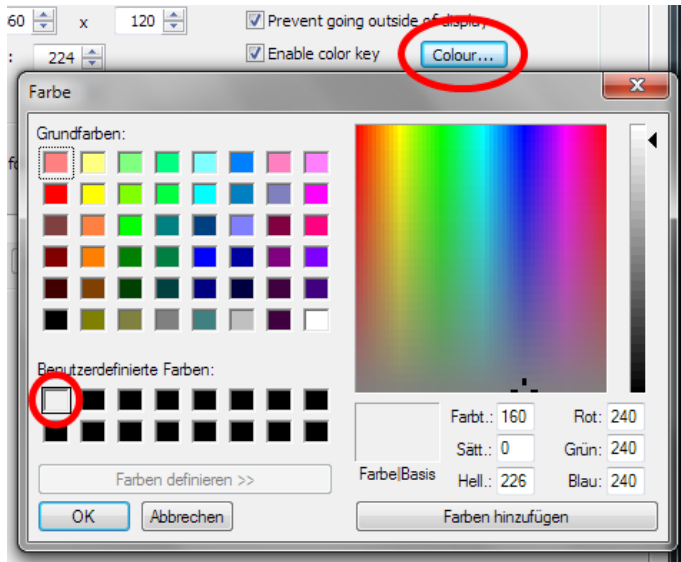 60 x 120 Prevent going outside of display
: 224 Enable color key Colour...
Farbe
Grundfarben:
Benutzerdefinierte Farben:
Farbt.: 160 Rot: 240
Sätt.: 0 Grün: 240
Farbe|Basis Hell.: 226 Blau: 240
Farben definieren >>
OK Abbrechen Farben hinzufügen